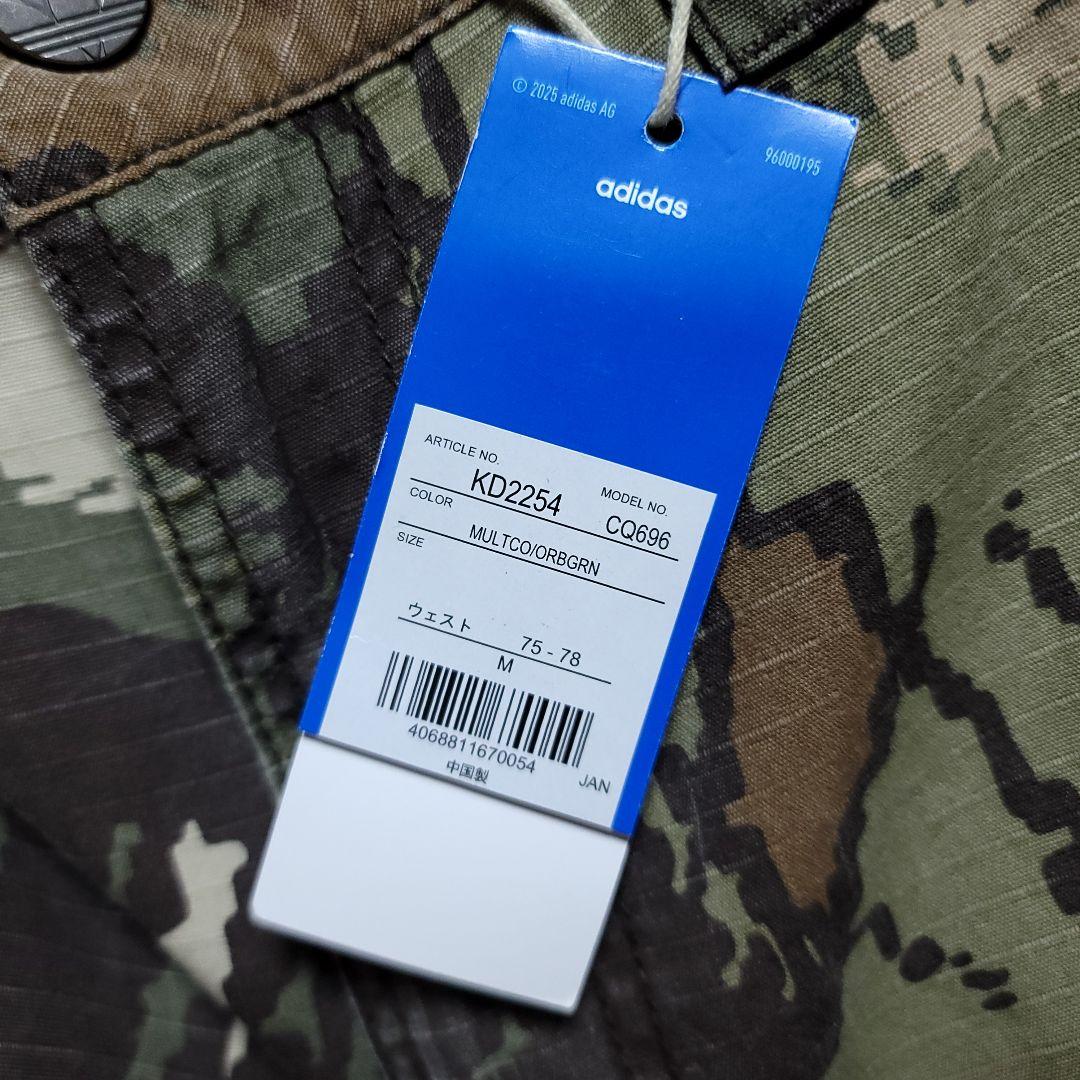 © 2025 adidas AG
96000195
adidas
ARTICLE NO.
KD2254
MODEL NO.
CQ696
COLOR
MULTCO/ORBGRN
SIZE
ウェスト 75 - 78
M
4068811670054
中国製
JAN